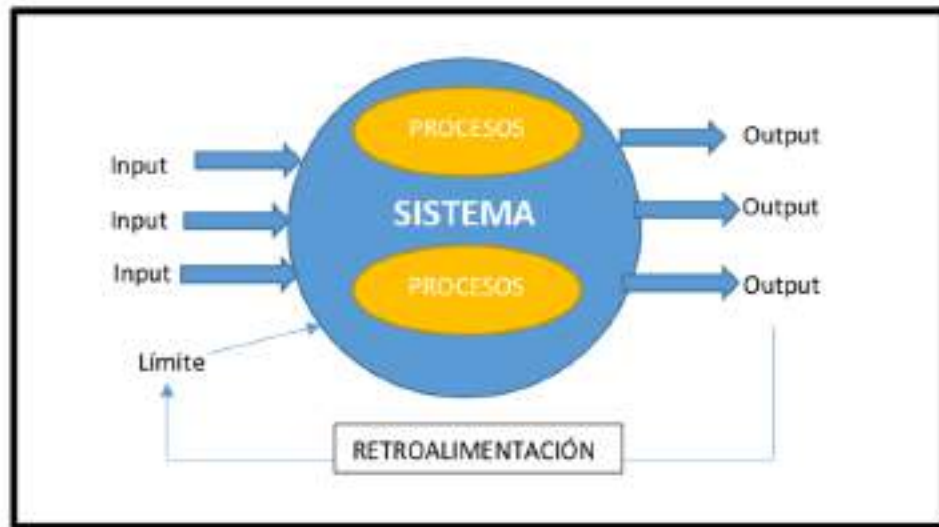 PROCESOS
Output
Input
SISTEMA
Output
Input
Input
PROCESOS
Output
Límite
RETROALIMENTACIÓN